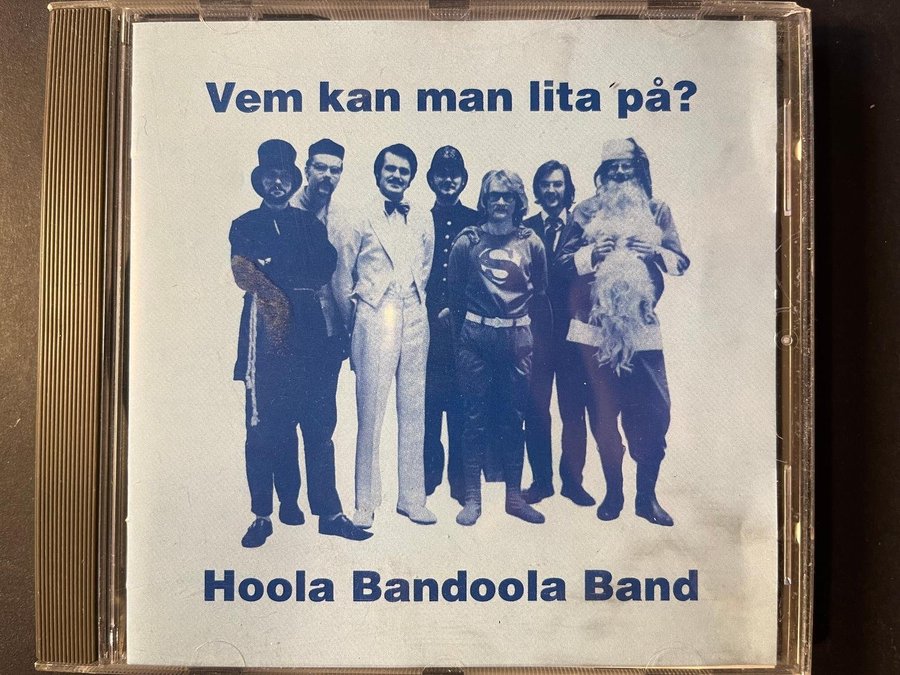 Vem kan man lita på?
S
Hoola Bandoola Band